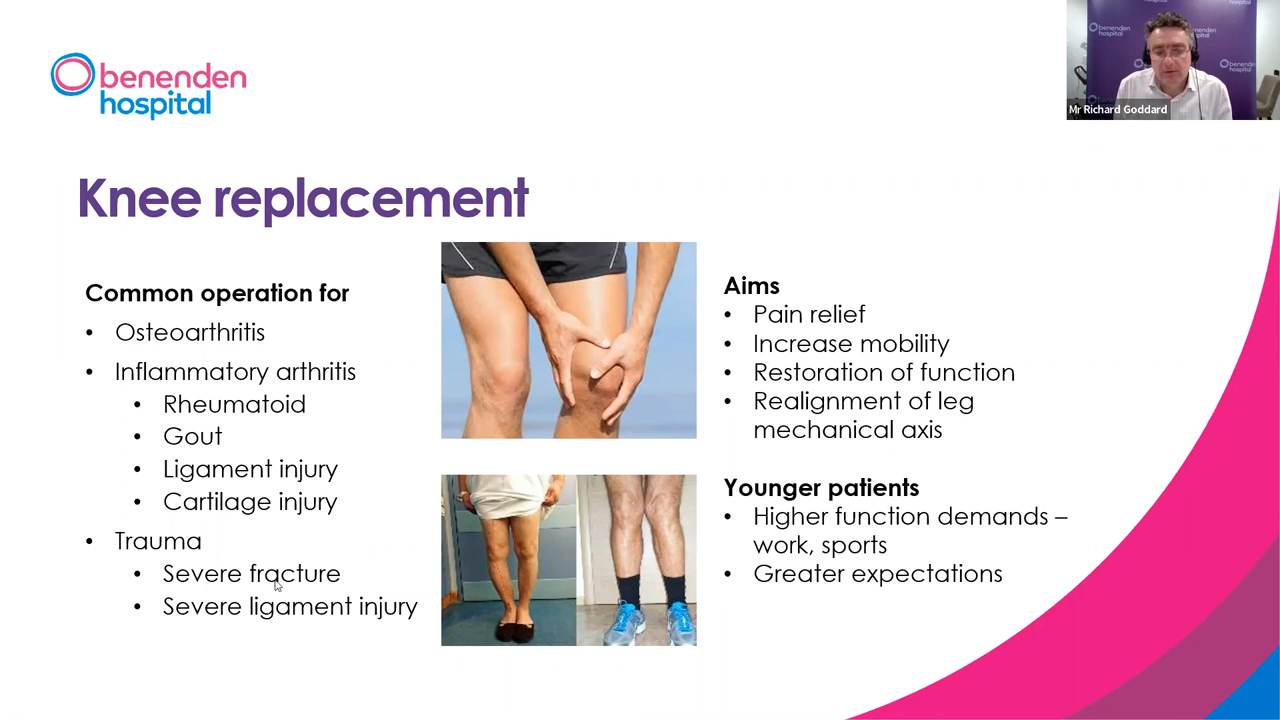 benenden
hospital
benenden
hospital
Mr Richard Goddard
Knee replacement
Common operation for
• Osteoarthritis
• Inflammatory arthritis
• Rheumatoid
• Gout
• Ligament injury
• Cartilage injury
• Trauma
• Severe fracture
• Severe ligament injury
Aims
• Pain relief
• Increase mobility
• Restoration of function
• Realignment of leg
mechanical axis
Younger patients
• Higher function demands –
work, sports
• Greater expectations